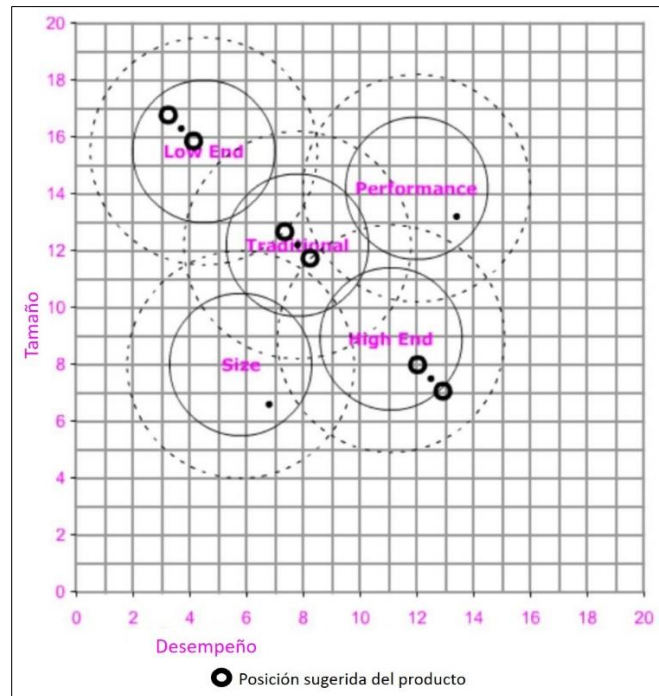 20
18
16
14
12
10
8
6
4
2
0
Low End
Performance
Traditional
High End
Size
Tamaño
0 2 4 6 8 10 12 14 16 18 20
Desempeño
Posición sugerida del producto